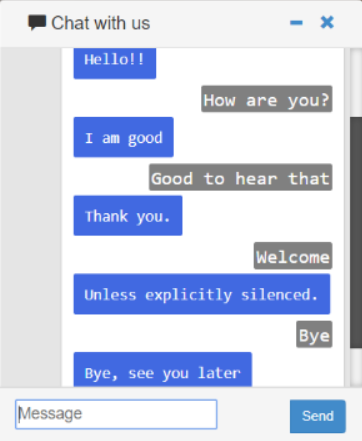 Chat with us
Hello!!
How are you?
I am good
Good to hear that
Thank you.
Welcome
Unless explicitly silenced.
Bye
Bye, see you later
Message
Send